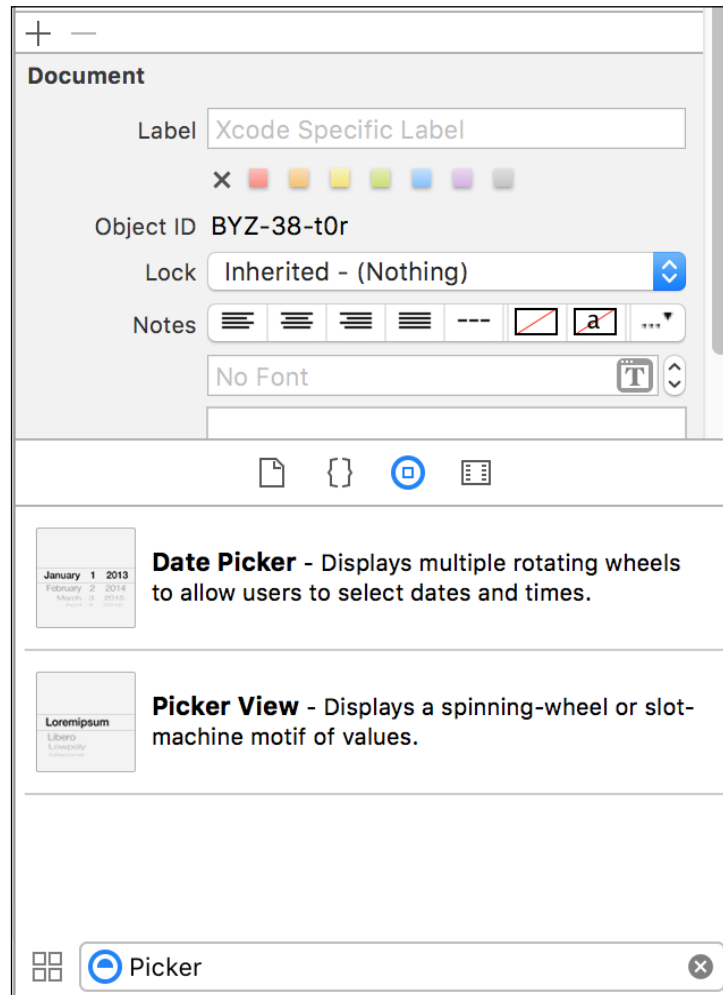 Document
Label Xcode Specific Label
Object ID BYZ-38-t0r
Lock Inherited - (Nothing)
Notes --- a ...
No Font T
{}
January 1 2013
February 2 2014
March 3 2015
Date Picker - Displays multiple rotating wheels
to allow users to select dates and times.
Loremipsum
Libero
Lowpoly
Picker View - Displays a spinning-wheel or slot-
machine motif of values.
Picker